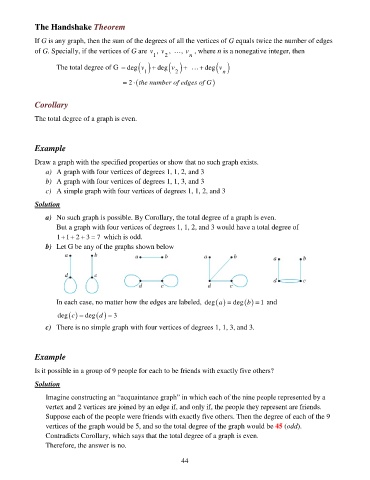 The Handshake Theorem
If G is any graph, then the sum of the degrees of all the vertices of G equals twice the number of edges
of G. Specially, if the vertices of G are v1, v2, …, vn, where n is a nonegative integer, then
The total degree of G = deg(v1) + deg(v2) + … + deg(vn)
= 2·(the number of edges of G)
Corollary
The total degree of a graph is even.
Example
Draw a graph with the specified properties or show that no such graph exists.
a) A graph with four vertices of degrees 1, 1, 2, and 3
b) A graph with four vertices of degrees 1, 1, 3, and 3
c) A simple graph with four vertices of degrees 1, 1, 2, and 3
Solution
a) No such graph is possible. By Corollary, the total degree of a graph is even.
But a graph with four vertices of degrees 1, 1, 2, and 3 would have a total degree of
1+1+2+3 = 7 which is odd.
b) Let G be any of the graphs shown below
a b a b a b a b
d c d c d c d c
In each case, no matter how the edges are labeled, deg(a) = deg(b) = 1 and
deg(c) = deg(d) = 3
c) There is no simple graph with four vertices of degrees 1, 1, 3, and 3.
Example
Is it possible in a group of 9 people for each to be friends with exactly five others?
Solution
Imagine constructing an “acquaintance graph” in which each of the nine people represented by a
vertex and 2 vertices are joined by an edge if, and only if, the people they represent are friends.
Suppose each of the people were friends with exactly five others. Then the degree of each of the 9
vertices of the graph would be 5, and so the total degree of the graph would be 45 (odd).
Contradicts Corollary, which says that the total degree of a graph is even.
Therefore, the answer is no.
44